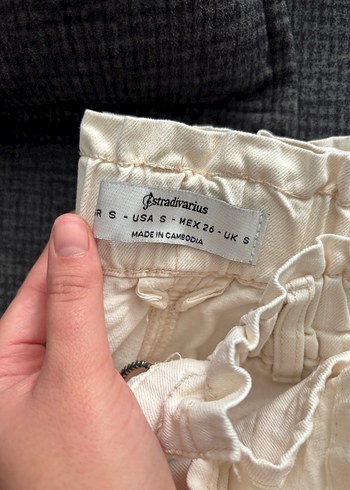 Stradivarius
R S - USA S - MEX 26 - UK S
MADE IN CAMBODIA